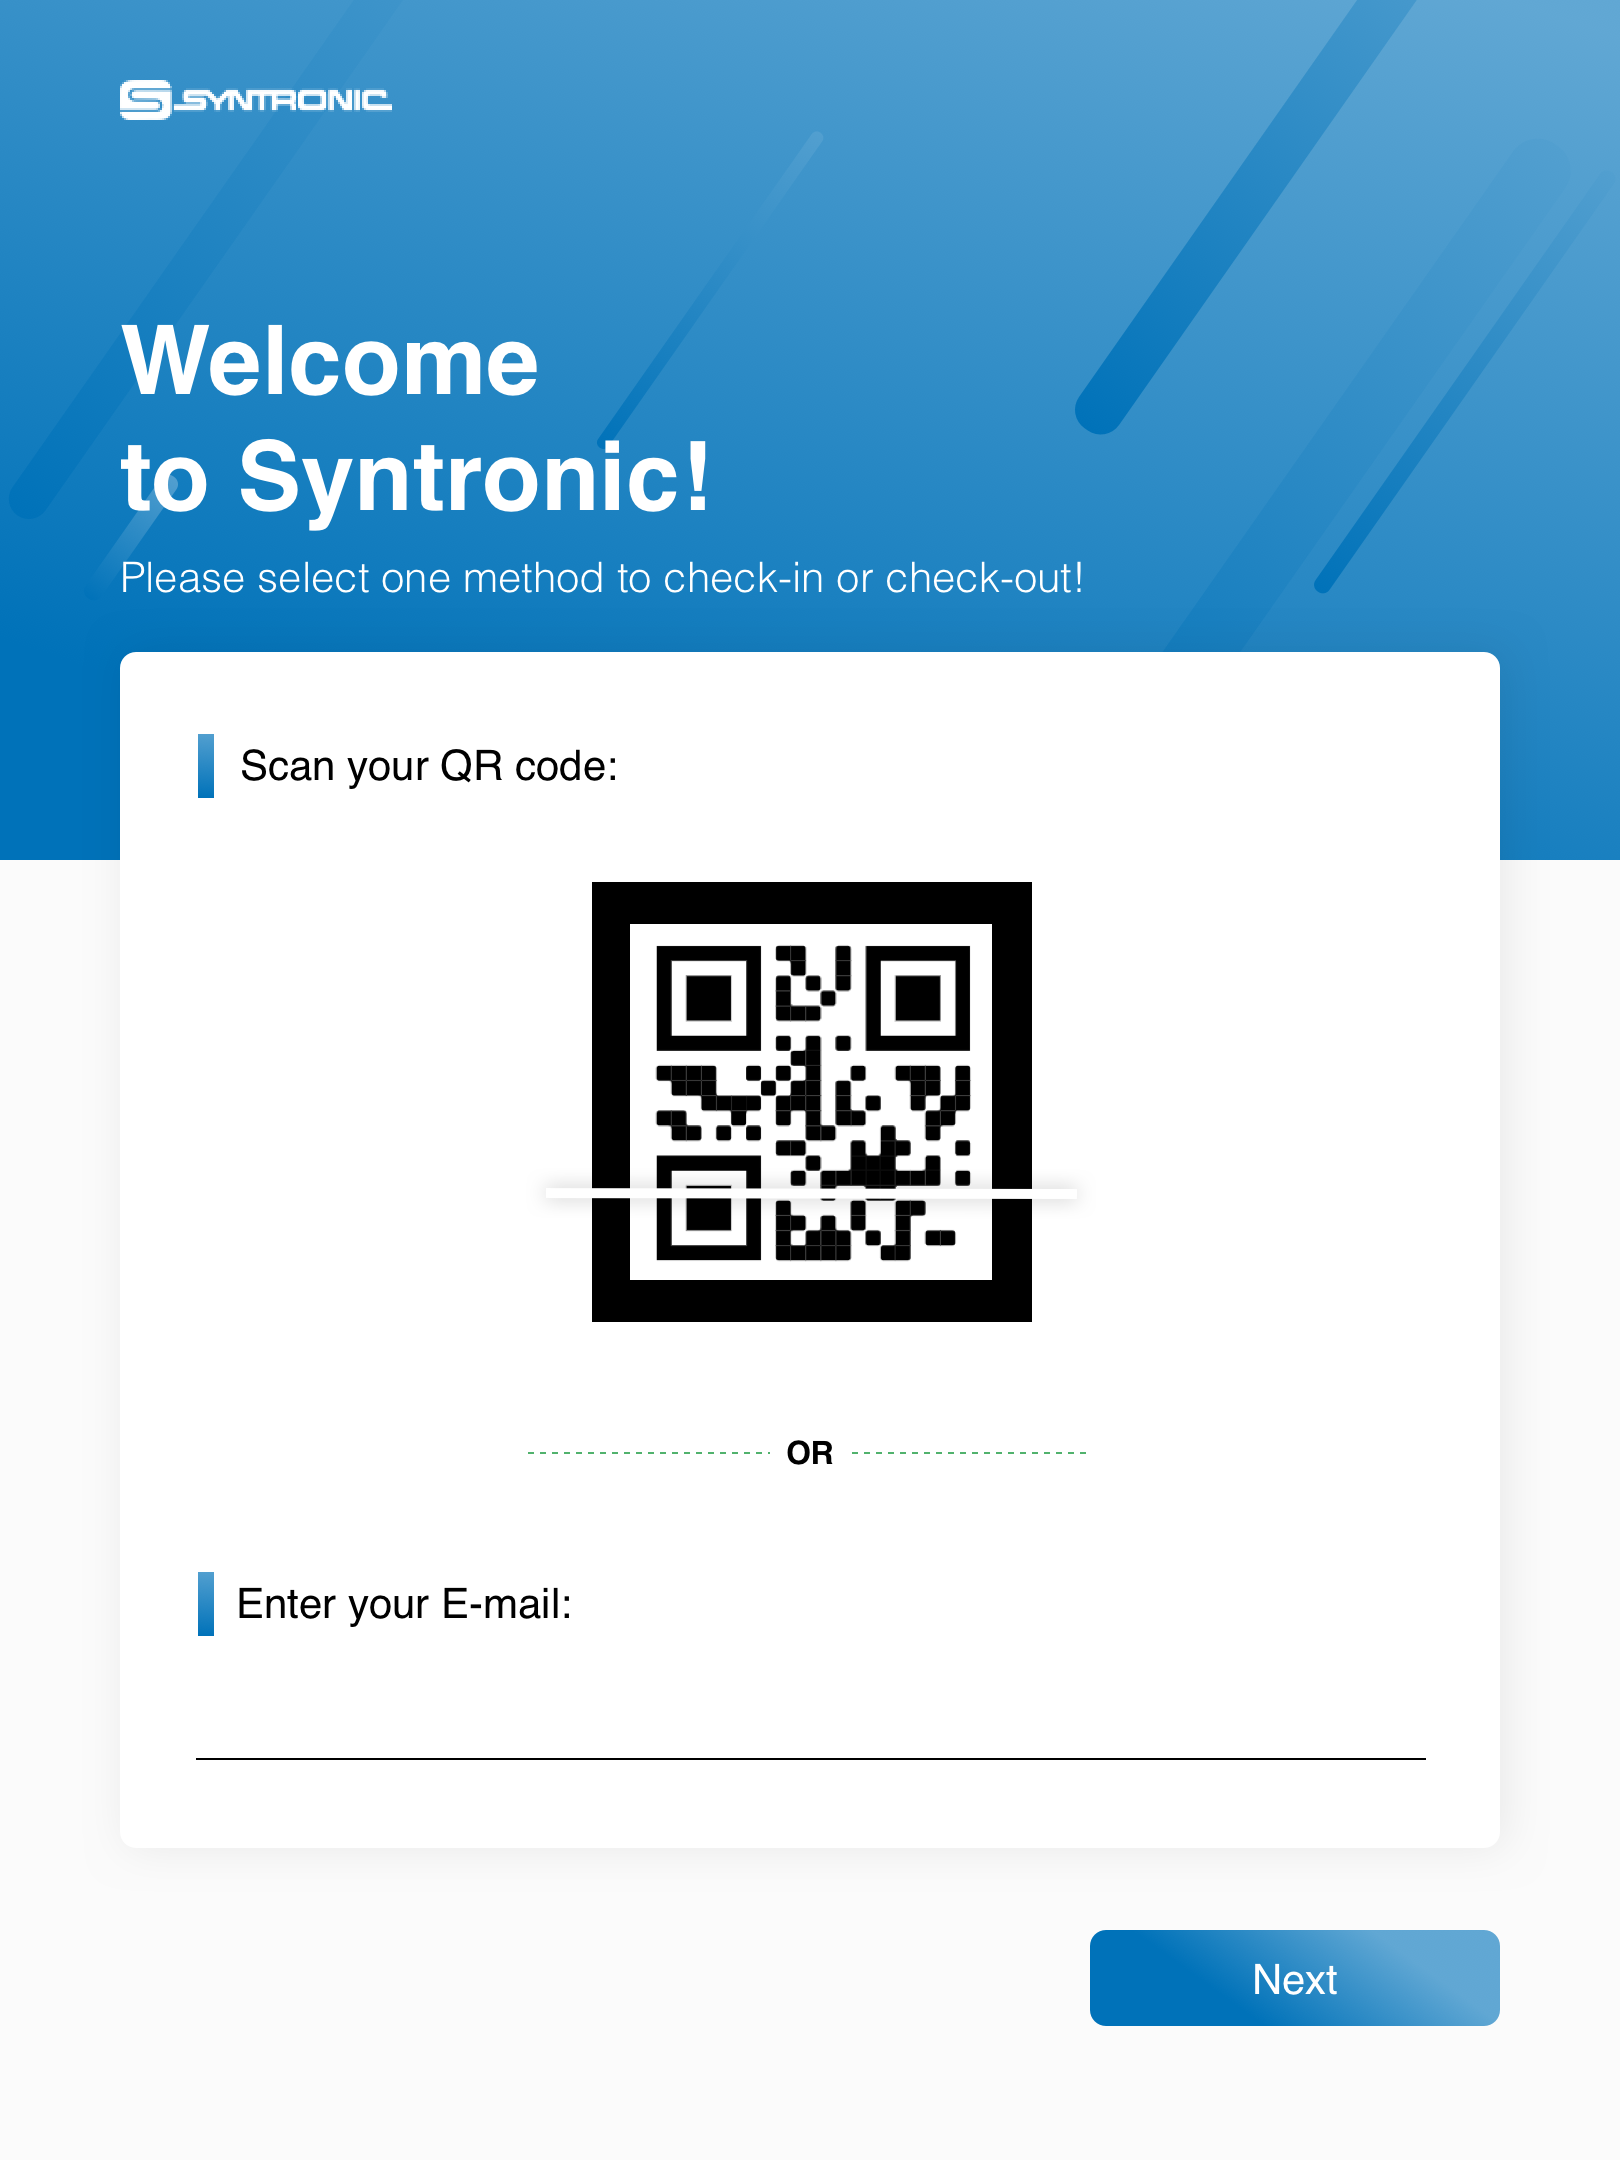 SYNTRONIC
Welcome
to Syntronic!
Please select one method to check-in or check-out!
Scan your QR code:
OR
Enter your E-mail:
Next